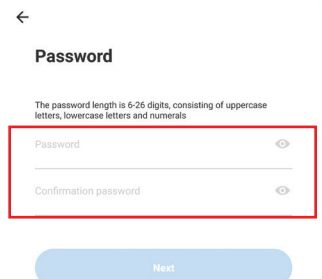 Password
The password length is 6-26 digits, consisting of uppercase
letters, lowercase letters and numerals
Password
Confirmation password
Next